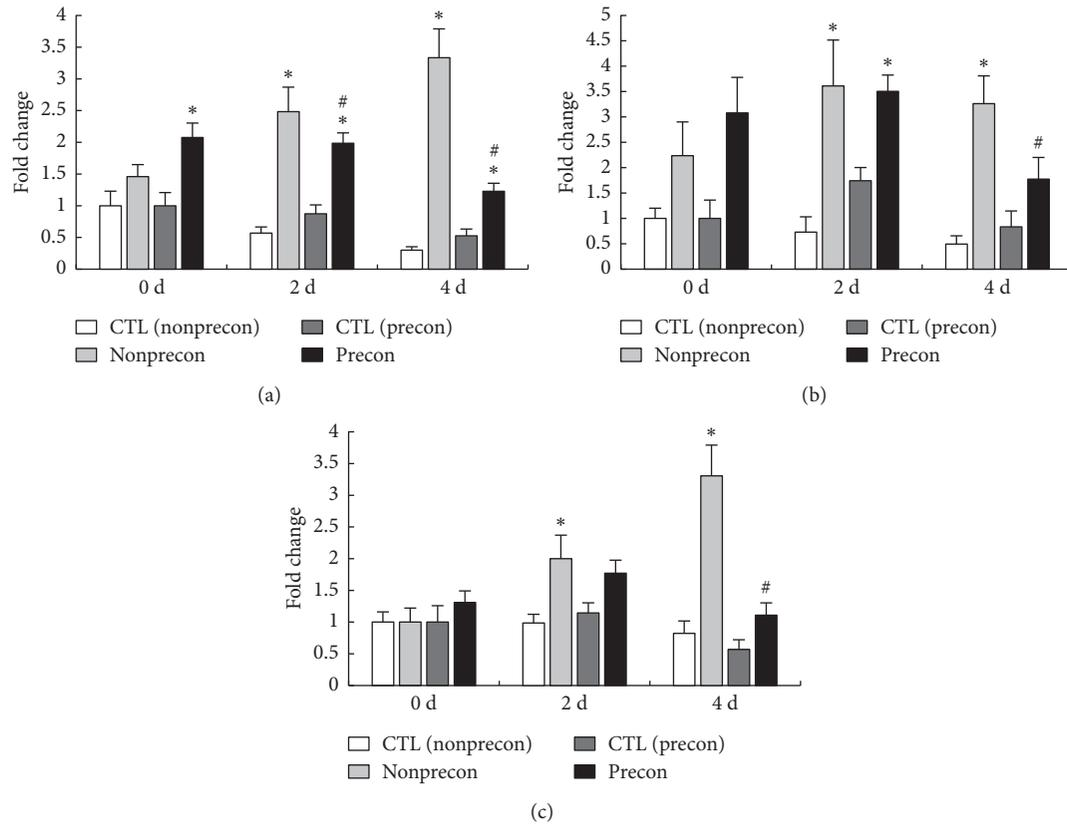 4
3.5
3
2.5
2
1.5
1
0.5
0
Fold change
*
*
#
*
*
#
*
0 d 2 d 4 d
CTL (nonprecon) CTL (precon)
Nonprecon Precon
(a)
5
4.5
4
3.5
3
2.5
2
1.5
1
0.5
0
Fold change
*
*
*
#
0 d 2 d 4 d
CTL (nonprecon) CTL (precon)
Nonprecon Precon
(b)
4
3.5
3
2.5
2
1.5
1
0.5
0
Fold change
*
*
#
0 d 2 d 4 d
CTL (nonprecon) CTL (precon)
Nonprecon Precon
(c)